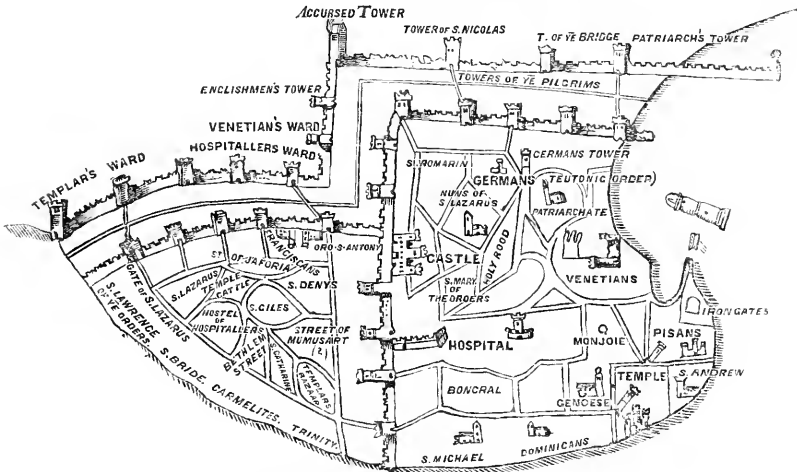 ACCURSED TOWER
TOWER OF S. NICOLAS
T. OF YE BRIDGE
PATRIARCH'S TOWER
TOWERS OF YE PILGRIMS
ENCLISHMEN'S TOWER
VENETIAN'S WARD
HOSPITALLERS WARD
TEMPLAR'S WARD
GERMANS TOWER
S. ROMARIN
GERMANS
(TEUTONIC ORDER)
NUNS OF
S. LAZARUS
PATRIARCHATE
HOLY ROOD
CASTLE
VENETIANS
S. MARY
OF
THE ORDERS
ORO. S. ANTONY
FRANCISCANS
ST OF JAFORIA
GATE OF S. LAZARUS
S. LAZARUS
TEMPLE
CATTLE
S. DENYS
S. LAWRENCE
OF YE ORDERS
HOSTEL
OF
HOSPITALLERS
S. GILES
STREET OF
MUMUSART
(?)
BETHLEM
STREET
S. CATHARINE
TEMPLARS
BAZAAR
S. BRIDE. CARMELITES. TRINITY.
HOSPITAL
MONJOIE
IRON GATES
PISANS
S. ANDREW
TEMPLE
BONCRAL
GENOESE
S. MICHAEL
DOMINICANS